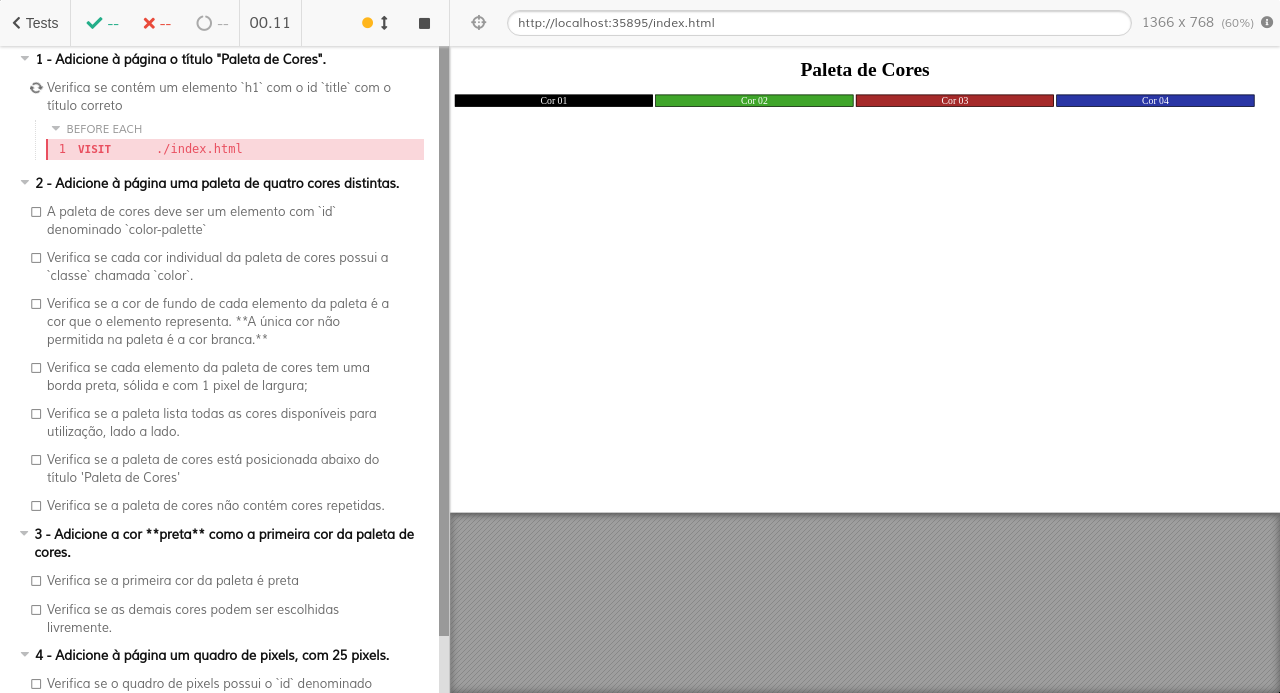 Tests -- -- -- 00.11
http://localhost:35895/index.html 1366 x 768 (60%)
1 - Adicione à página o título "Paleta de Cores".
Verifica se contém um elemento `h1` com o id `title` com o
título correto
BEFORE EACH
1 VISIT ./index.html
2 - Adicione à página uma paleta de quatro cores distintas.
A paleta de cores deve ser um elemento com `id`
denominado `color-palette`
Verifica se cada cor individual da paleta de cores possui a
`classe` chamada `color`.
Verifica se a cor de fundo de cada elemento da paleta é a
cor que o elemento representa. **A única cor não
permitida na paleta é a cor branca.**
Verifica se cada elemento da paleta de cores tem uma
borda preta, sólida e com 1 pixel de largura;
Verifica se a paleta lista todas as cores disponíveis para
utilização, lado a lado.
Verifica se a paleta de cores está posicionada abaixo do
título 'Paleta de Cores'
Verifica se a paleta de cores não contém cores repetidas.
3 - Adicione a cor **preta** como a primeira cor da paleta de
cores.
Verifica se a primeira cor da paleta é preta
Verifica se as demais cores podem ser escolhidas
livremente.
4 - Adicione à página um quadro de pixels, com 25 pixels.
Verifica se o quadro de pixels possui o `id` denominado
Paleta de Cores
Cor 01 Cor 02 Cor 03 Cor 04